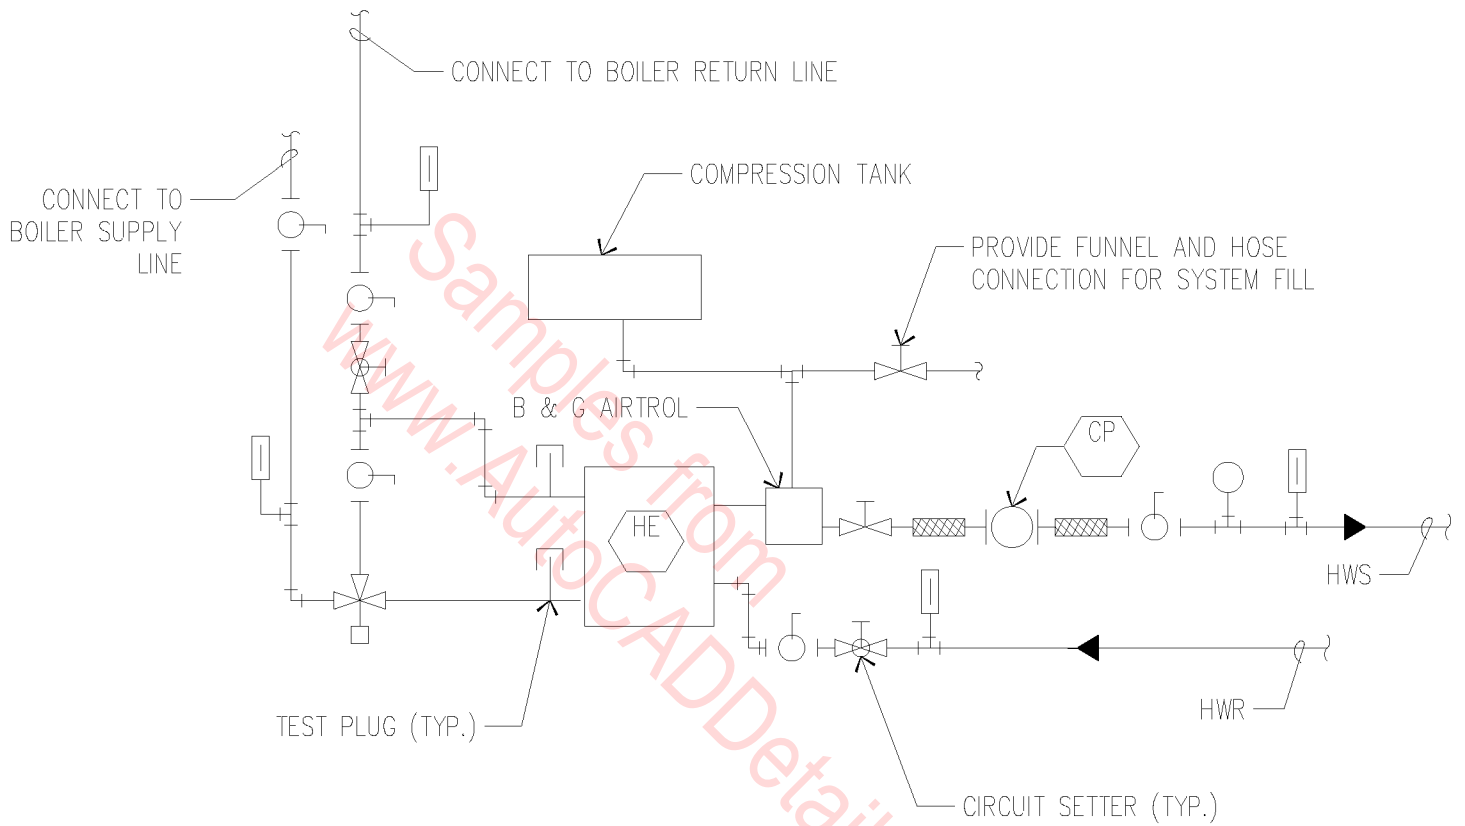 CONNECT TO BOILER RETURN LINE
CONNECT TO
BOILER SUPPLY
LINE
COMPRESSION TANK
PROVIDE FUNNEL AND HOSE
CONNECTION FOR SYSTEM FILL
B & G AIRTROL
CP
HE
HWS
HWR
TEST PLUG (TYP.)
CIRCUIT SETTER (TYP.)
Samples from
www.AutoCADDetail